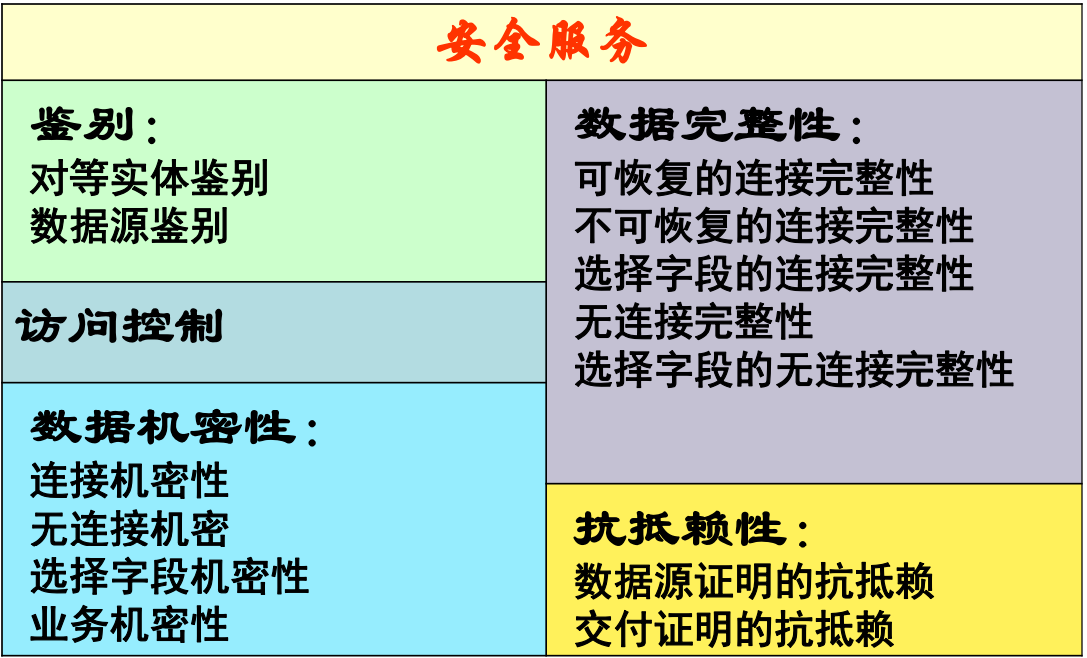 安全服务
鉴别：
对等实体鉴别
数据源鉴别
访问控制
数据机密性：
连接机密性
无连接机密
选择字段机密性
业务机密性
数据完整性：
可恢复的连接完整性
不可恢复的连接完整性
选择字段的连接完整性
无连接完整性
选择字段的无连接完整性
抗抵赖性：
数据源证明的抗抵赖
交付证明的抗抵赖